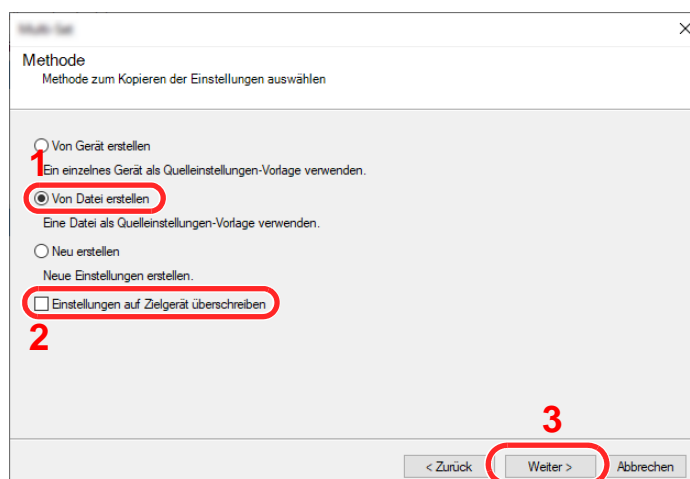 Methode
Methode zum Kopieren der Einstellungen auswählen
Von Gerät erstellen
1
Ein einzelnes Gerät als Quelleinstellungen-Vorlage verwenden.
Von Datei erstellen
Eine Datei als Quelleinstellungen-Vorlage verwenden.
Neu erstellen
Neue Einstellungen erstellen.
Einstellungen auf Zielgerät überschreiben
2
3
< Zurück Weiter > Abbrechen